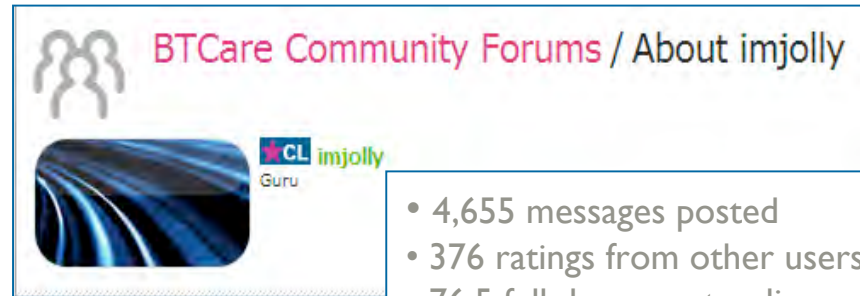 BTCare Community Forums / About imjolly
CL imjolly
Guru
• 4,655 messages posted
• 376 ratings from other users